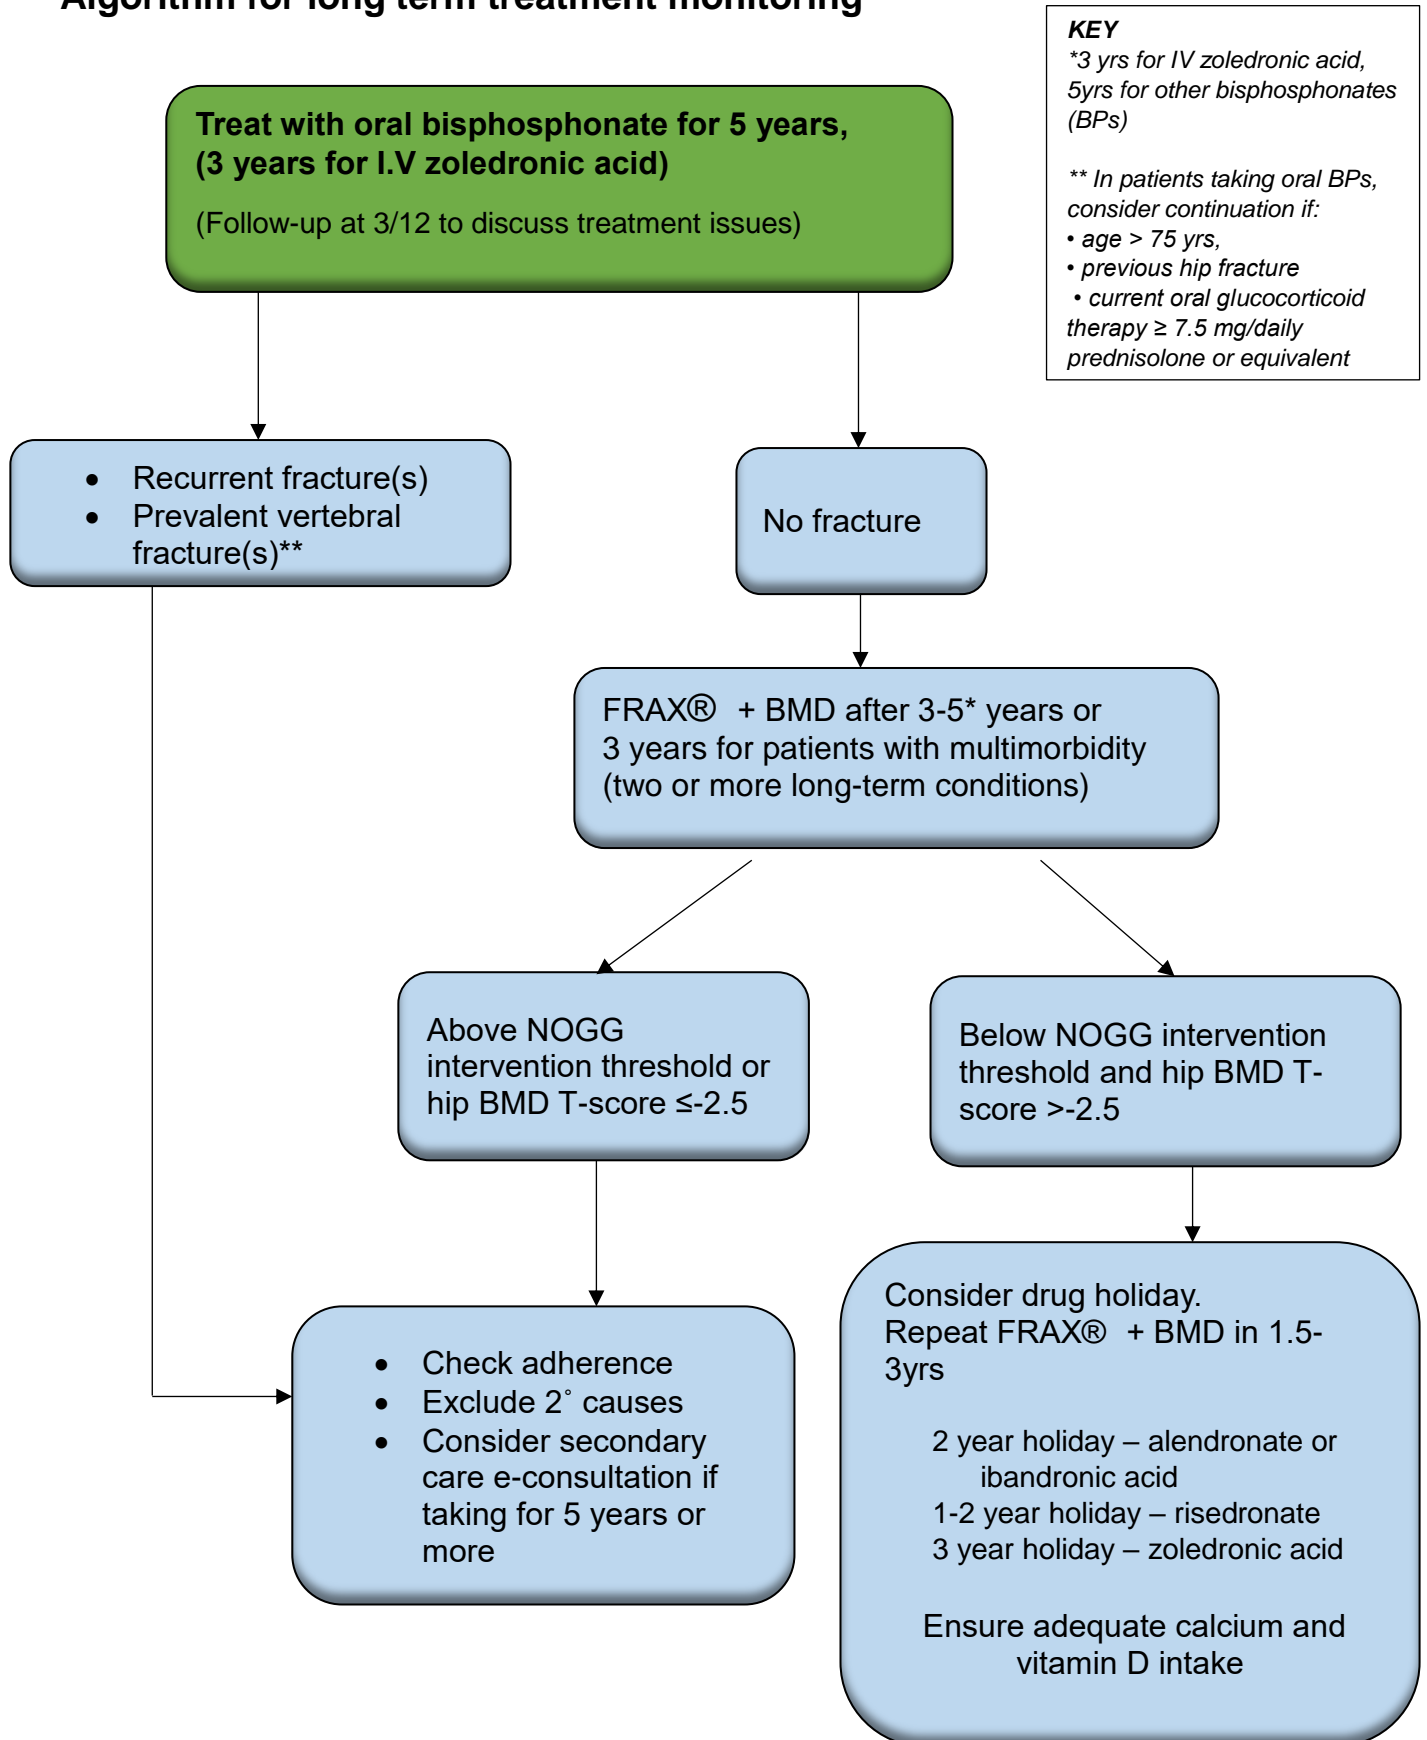 Algorithm for long term treatment monitoring
KEY
*3 yrs for IV zoledronic acid,
5yrs for other bisphosphonates
(BPs)
** In patients taking oral BPs,
consider continuation if:
• age > 75 yrs,
• previous hip fracture
• current oral glucocorticoid
therapy ≥ 7.5 mg/daily
prednisolone or equivalent
Treat with oral bisphosphonate for 5 years,
(3 years for I.V zoledronic acid)
(Follow-up at 3/12 to discuss treatment issues)
• Recurrent fracture(s)
• Prevalent vertebral
fracture(s)**
No fracture
FRAX® + BMD after 3-5* years or
3 years for patients with multimorbidity
(two or more long-term conditions)
Above NOGG
intervention threshold or
hip BMD T-score ≤-2.5
Below NOGG intervention
threshold and hip BMD T-
score >-2.5
• Check adherence
• Exclude 2˚ causes
• Consider secondary
care e-consultation if
taking for 5 years or
more
Consider drug holiday.
Repeat FRAX® + BMD in 1.5-
3yrs
2 year holiday – alendronate or
ibandronic acid
1-2 year holiday – risedronate
3 year holiday – zoledronic acid
Ensure adequate calcium and
vitamin D intake